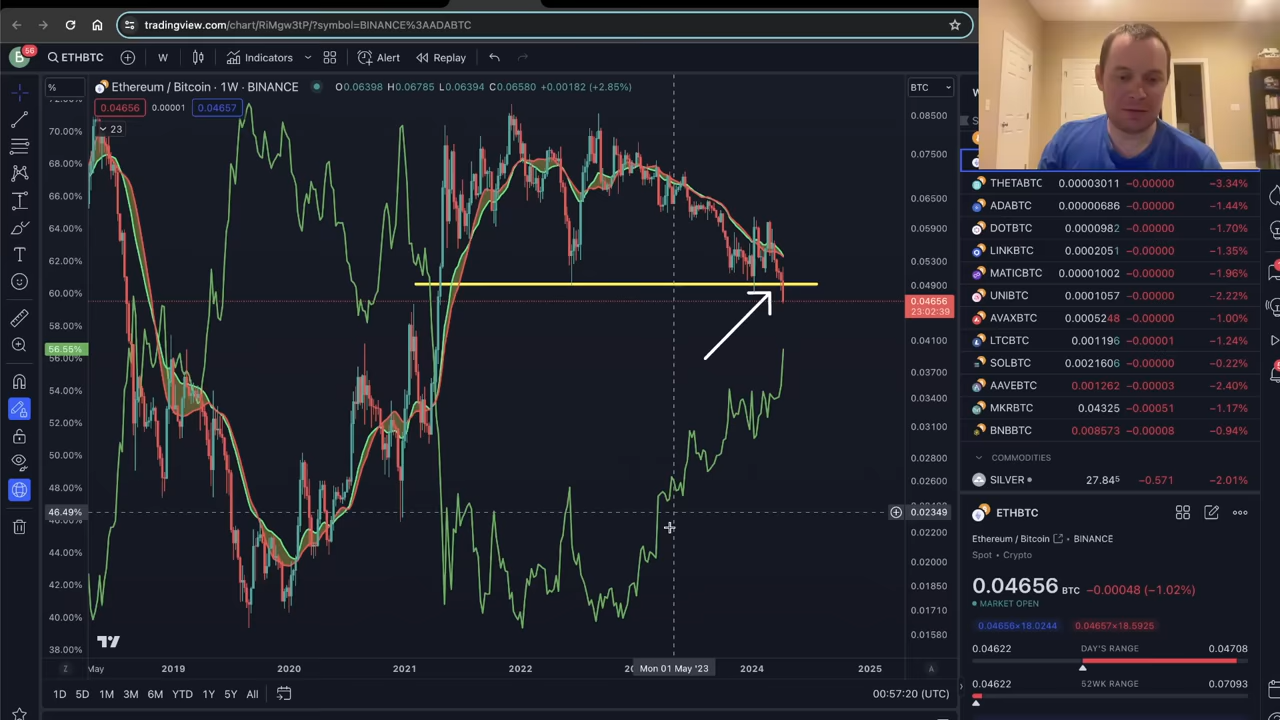 tradingview.com/chart/RiMgw3tP/?symbol=BINANCE%3AADABTC
B 56 ETHBTC W Indicators Alert Replay
% Ethereum / Bitcoin · 1W · BINANCE O0.06398 H0.06785 L0.06394 C0.06580 +0.00182 (+2.85%) BTC
0.04656 0.00001 0.04657
23
70.00%
68.00%
66.00%
64.00%
62.00%
60.00%
58.00%
56.55%
56.00%
54.00%
52.00%
50.00%
48.00%
46.49%
44.00%
42.00%
40.00%
38.00%
0.08500
0.07500
0.06500
0.05900
0.05300
0.04900
0.04656
23:02:39
0.04100
0.03700
0.03400
0.03100
0.02800
0.02600
0.02349
0.02200
0.02000
0.01850
0.01710
0.01580
Z May 2019 2020 2021 2022 Mon 01 May '23 2024 2025 A
1D 5D 1M 3M 6M YTD 1Y 5Y All 00:57:20 (UTC)
THETABTC 0.00003011 −0.00000 −3.34%
ADABTC 0.00000686 −0.00000 −1.44%
DOTBTC 0.0000982 −0.00000 −1.70%
LINKBTC 0.0002051 −0.00000 −1.35%
MATICBTC 0.00001002 −0.00000 −1.96%
UNIBTC 0.0001057 −0.00000 −2.22%
AVAXBTC 0.0005248 −0.00000 −1.00%
LTCBTC 0.001196 −0.00001 −1.24%
SOLBTC 0.0021606 −0.00000 −0.22%
AAVEBTC 0.001262 −0.00003 −2.40%
MKRBTC 0.04325 −0.00051 −1.17%
BNBBTC 0.008573 −0.00008 −0.94%
COMMODITIES
SILVER 27.845 −0.571 −2.01%
ETHBTC
Ethereum / Bitcoin • BINANCE
Spot • Crypto
0.04656 BTC −0.00048 (−1.02%)
MARKET OPEN
0.04656×18.0244 0.04657×18.5925
0.04622 DAY'S RANGE 0.04708
0.04622 52WK RANGE 0.07093